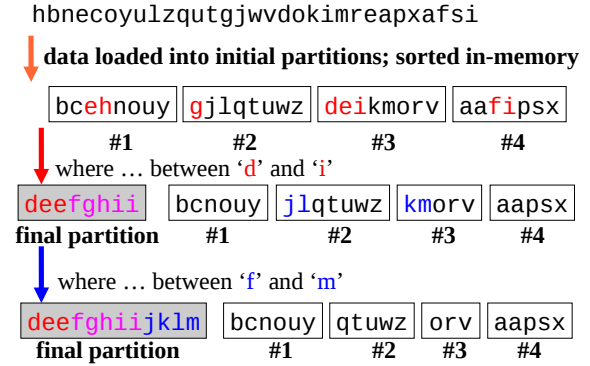 hbnecoyulzqutgjwvdokimreapxafsi
data loaded into initial partitions; sorted in-memory
bcehnouy gjlqtuwz deikmorv aafipsx
#1 #2 #3 #4
where … between ‘d’ and ‘i’
deefghii bcnouy jlqtuwz kmorv aapsx
final partition #1 #2 #3 #4
where … between ‘f’ and ‘m’
deefghiijklm bcnouy qtuwz orv aapsx
final partition #1 #2 #3 #4